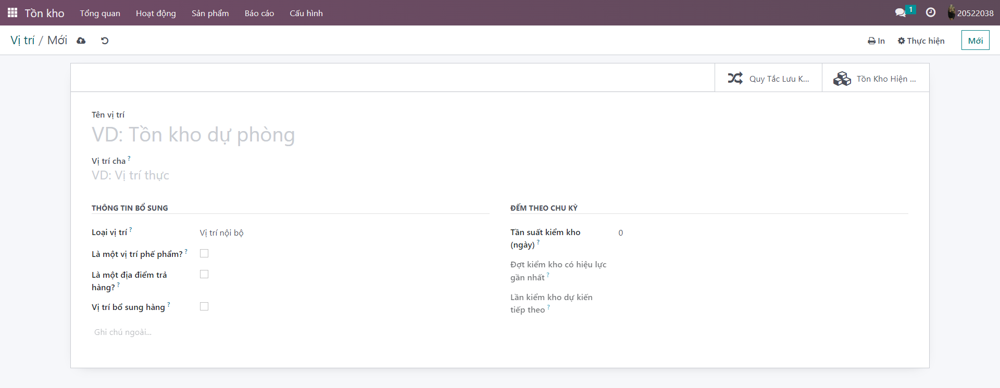 Tồn kho Tổng quan Hoạt động Sản phẩm Báo cáo Cấu hình 1 20522038
Vị trí / Mới In Thực hiện Mới
Quy Tắc Lưu K... Tồn Kho Hiện ...
Tên vị trí
VD: Tồn kho dự phòng
Vị trí cha ?
VD: Vị trí thực
THÔNG TIN BỔ SUNG
Loại vị trí ? Vị trí nội bộ
Là một vị trí phế phẩm? ?
Là một địa điểm trả
hàng? ?
Vị trí bổ sung hàng ?
Ghi chú ngoài...
ĐẾM THEO CHU KỲ
Tần suất kiểm kho 0
(ngày) ?
Đợt kiểm kho có hiệu lực
gần nhất ?
Lần kiểm kho dự kiến
tiếp theo ?